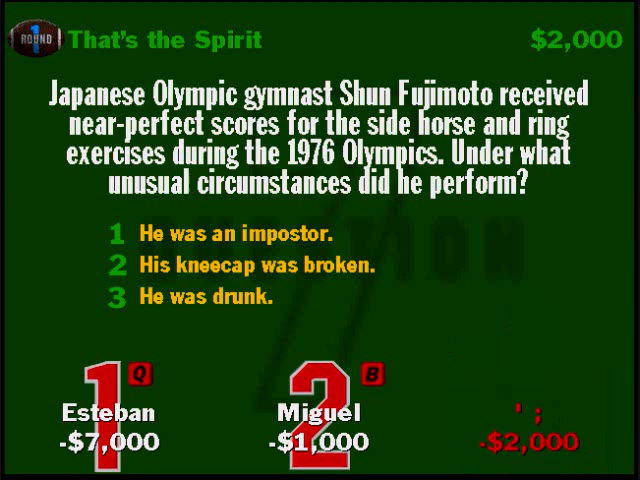 ROUND 1
That's the Spirit
$2,000
Japanese Olympic gymnast Shun Fujimoto received
near-perfect scores for the side horse and ring
exercises during the 1976 Olympics. Under what
unusual circumstances did he perform?
1 He was an impostor.
2 His kneecap was broken.
3 He was drunk.
QUESTION
1 Q
2 B
Esteban
Miguel
' ;
-$7,000
-$1,000
-$2,000